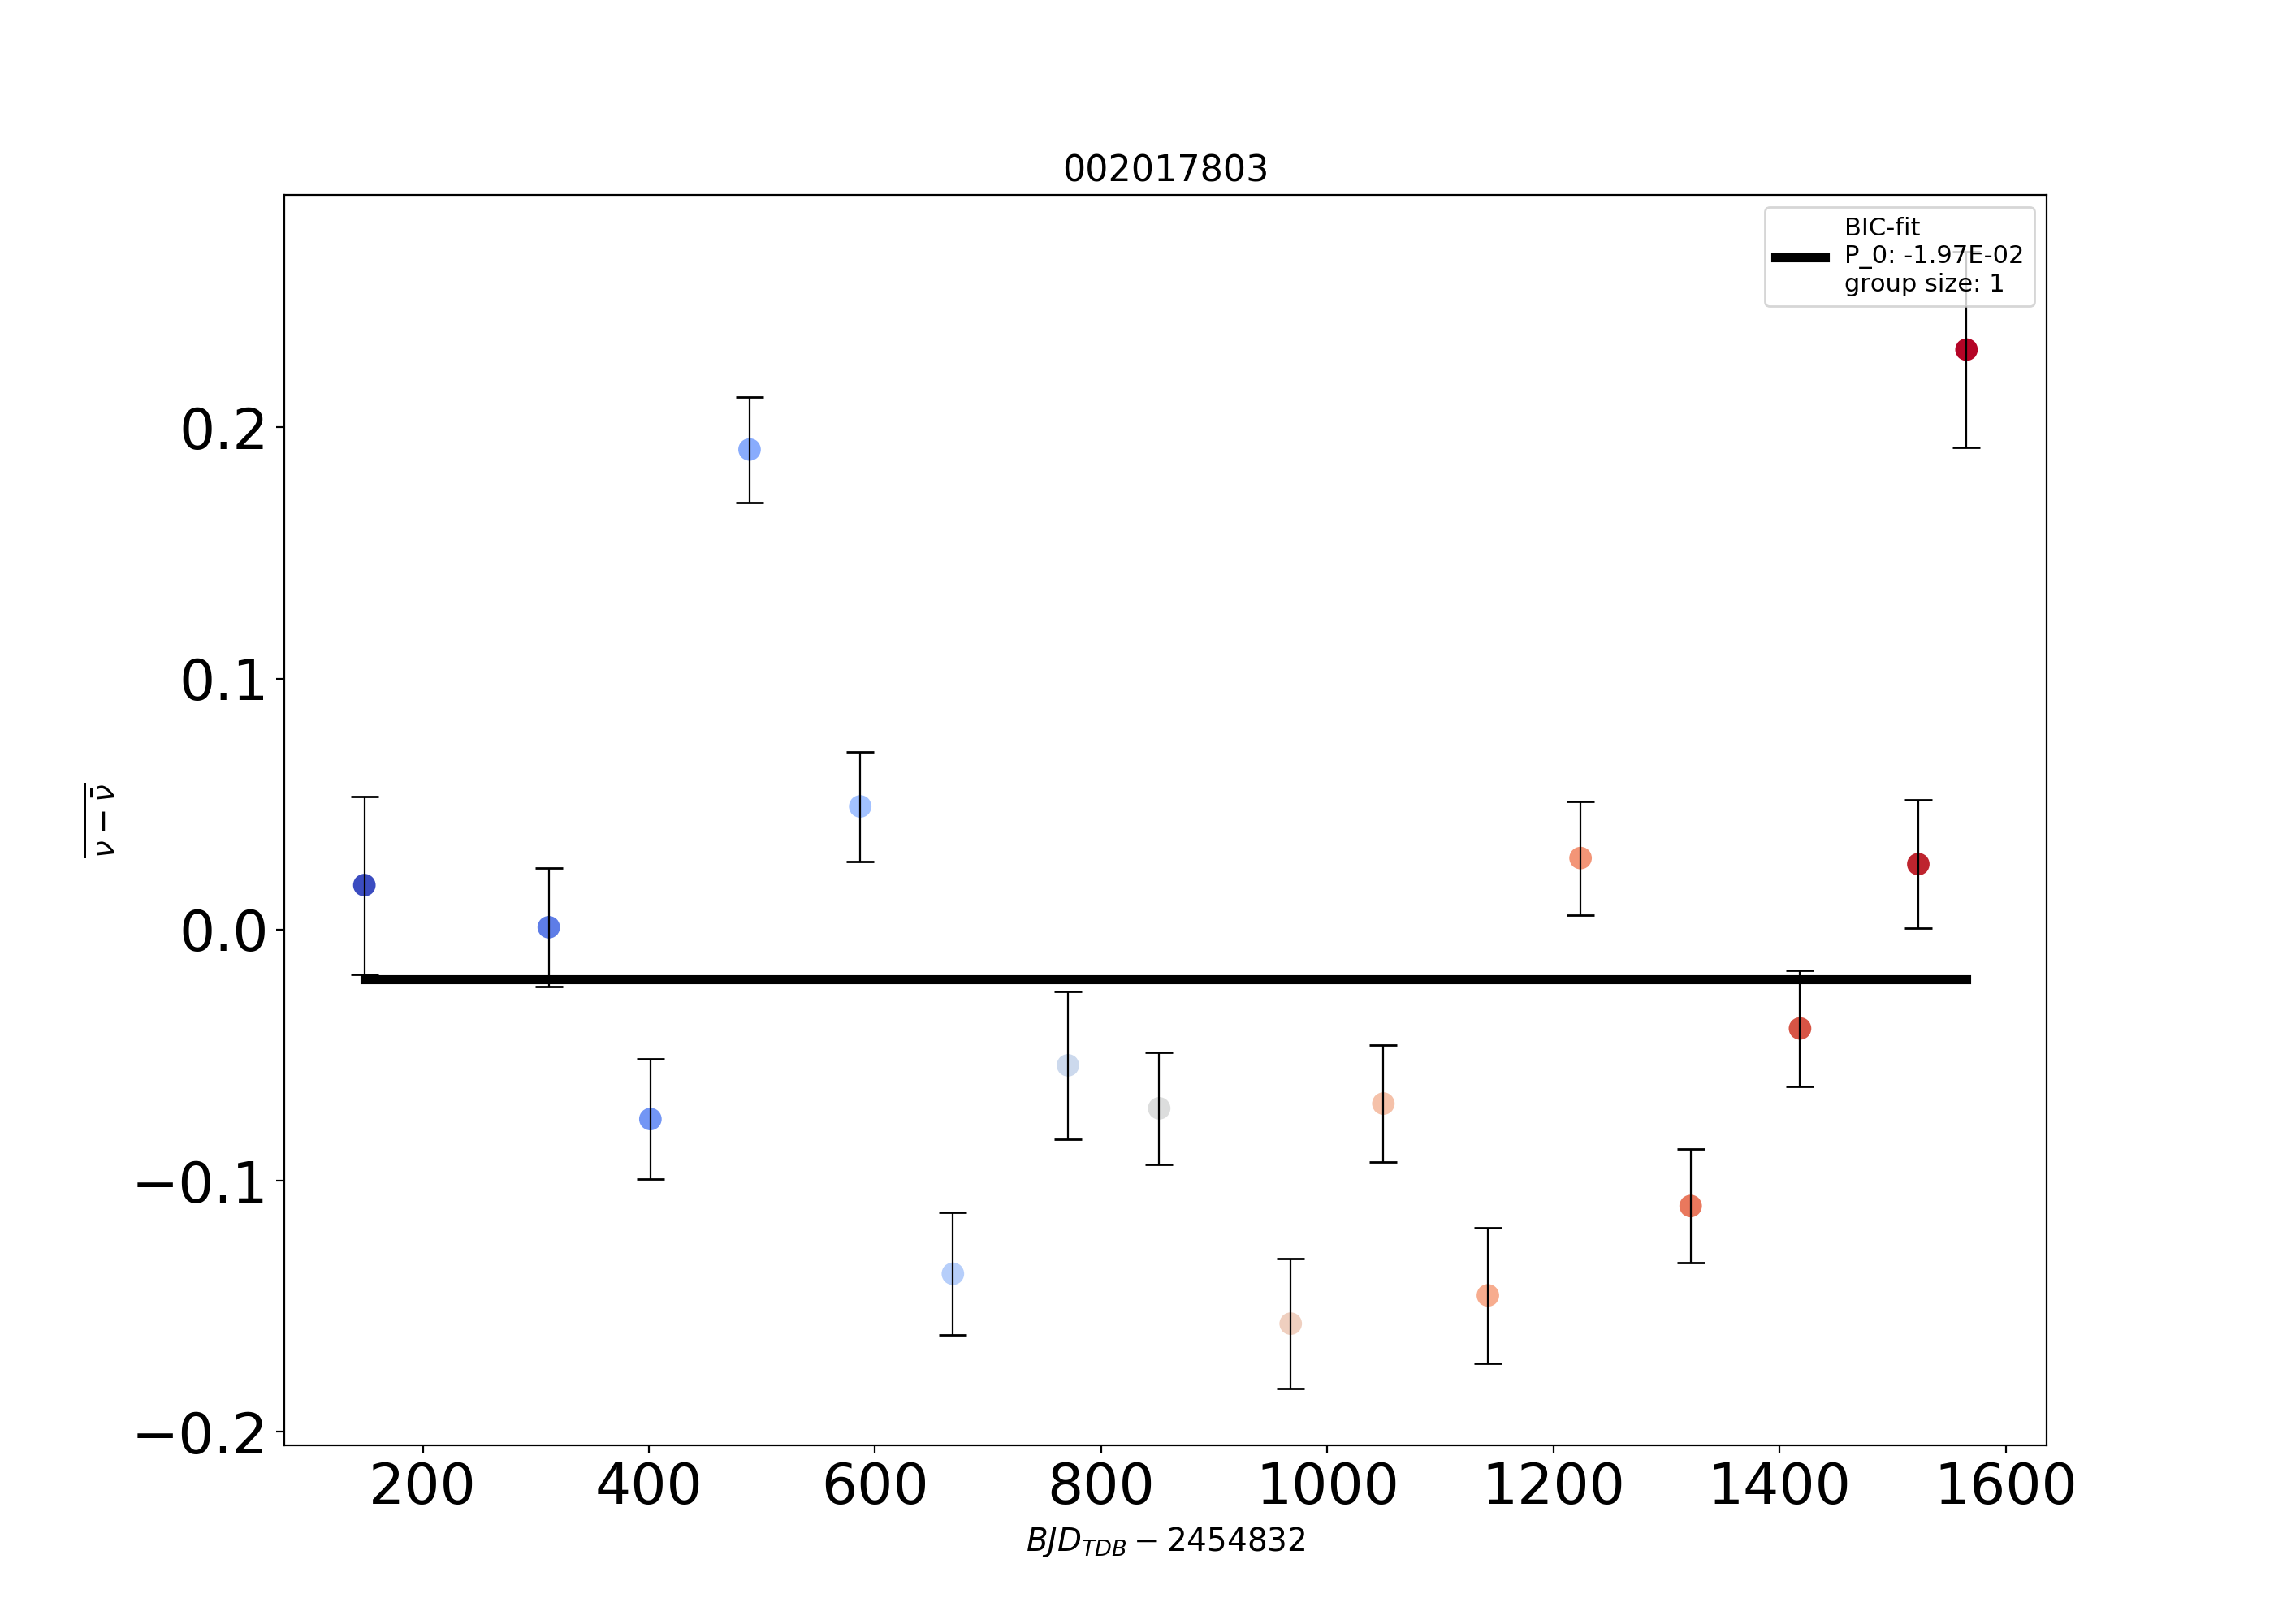 002017803
BIC-fit
P_0: -1.97E-02
group size: 1
0.2
0.1
0.0
−0.1
−0.2
ν − ν̄
200 400 600 800 1000 1200 1400 1600
BJD_TDB − 2454832